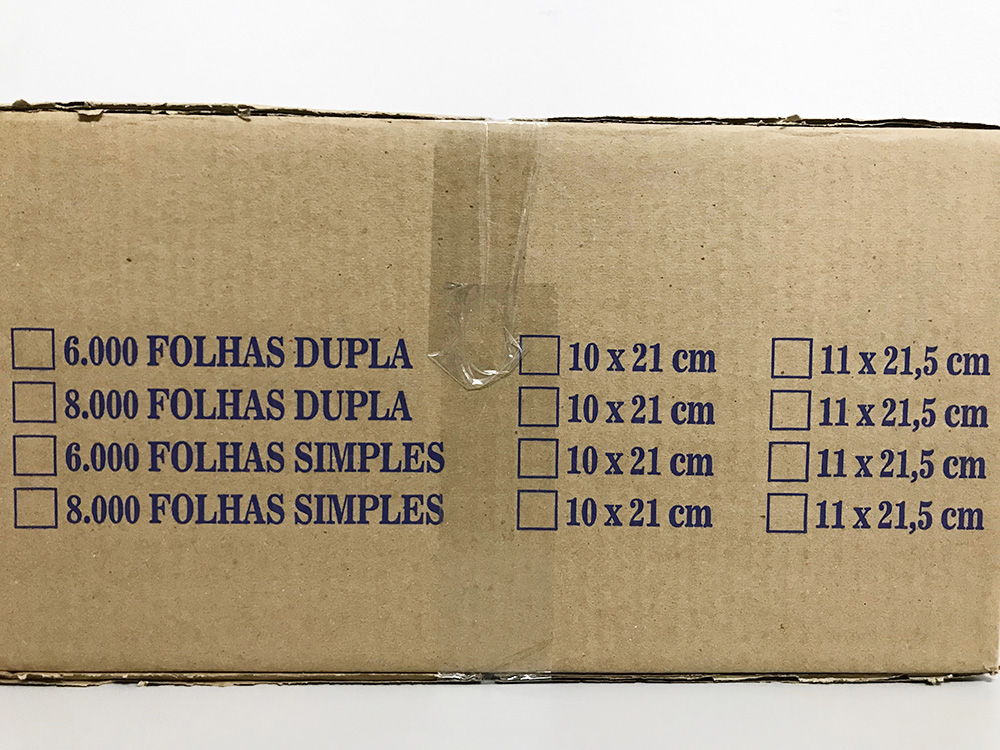 6.000 FOLHAS DUPLA 10 x 21 cm 11 x 21,5 cm
8.000 FOLHAS DUPLA 10 x 21 cm 11 x 21,5 cm
6.000 FOLHAS SIMPLES 10 x 21 cm 11 x 21,5 cm
8.000 FOLHAS SIMPLES 10 x 21 cm 11 x 21,5 cm